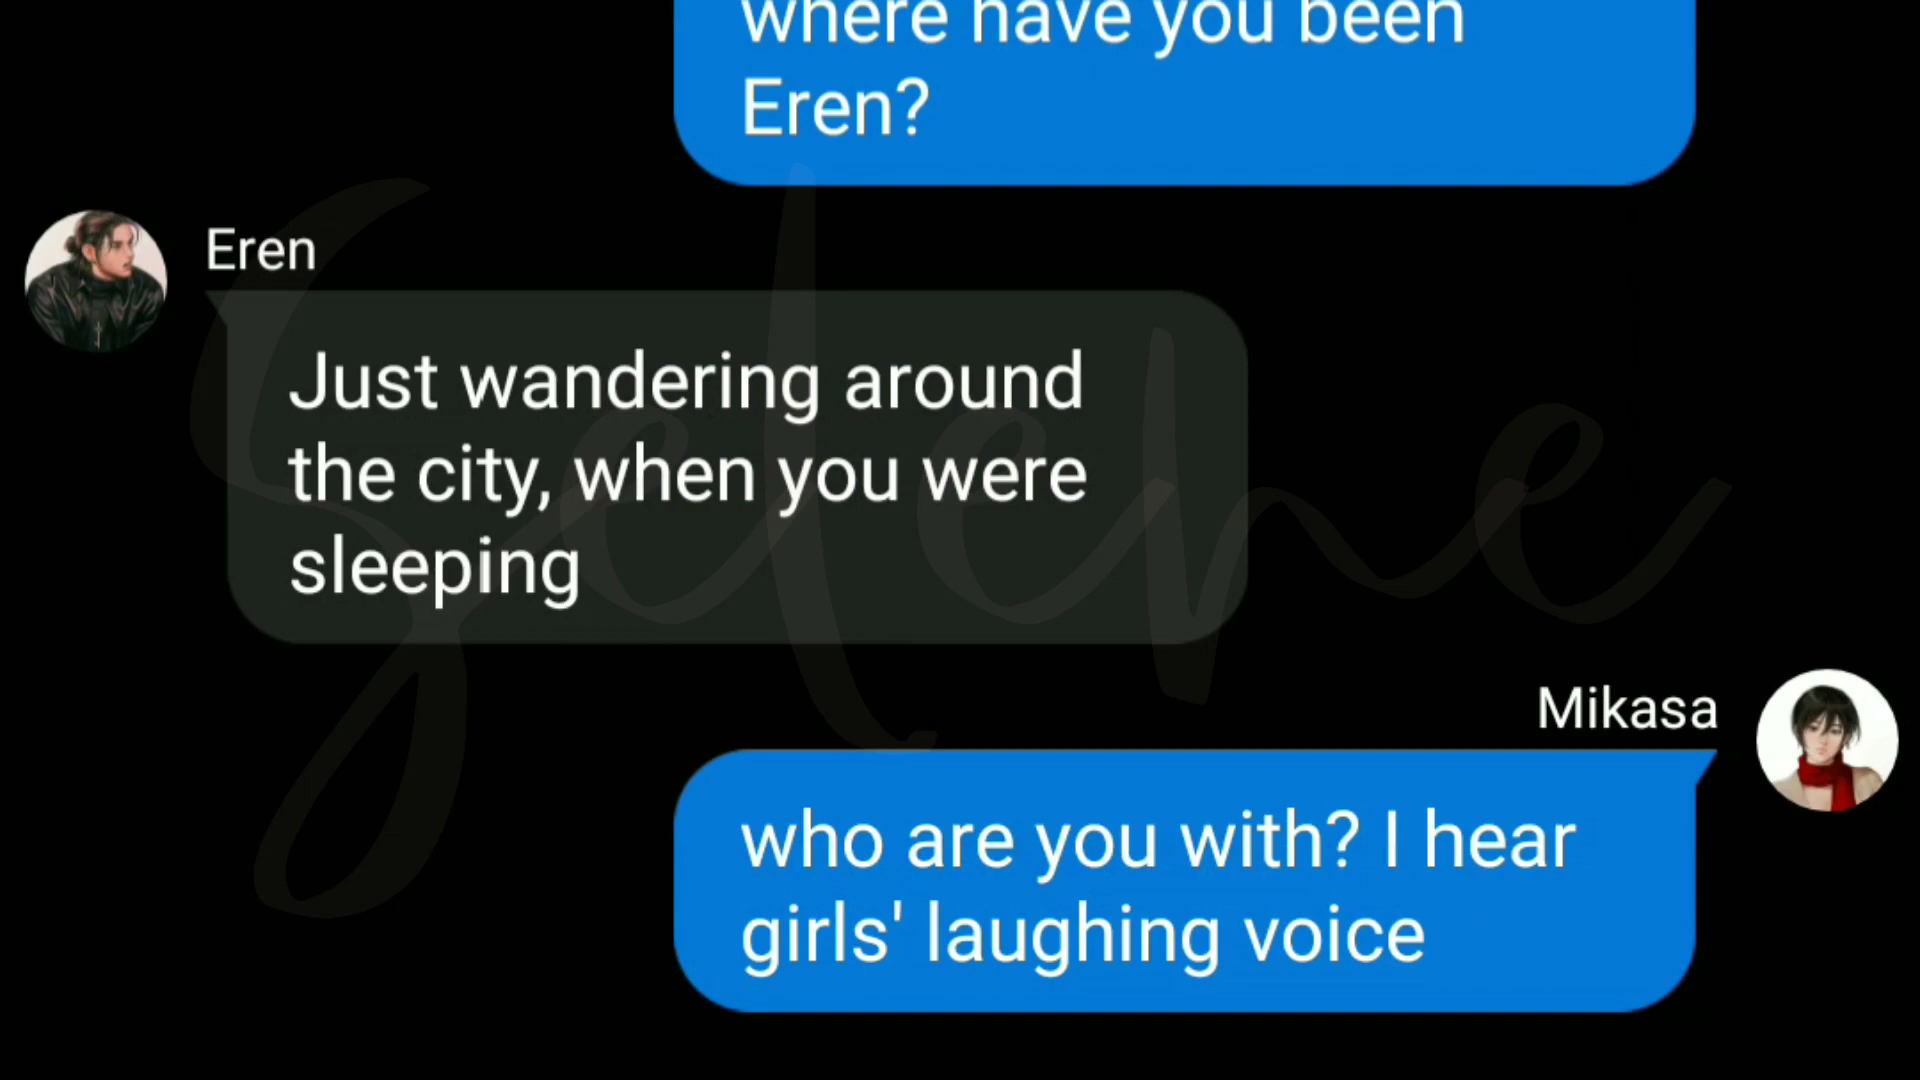 where have you been
Eren?
Eren
Just wandering around
the city, when you were
sleeping
Selene
Mikasa
who are you with? I hear
girls' laughing voice